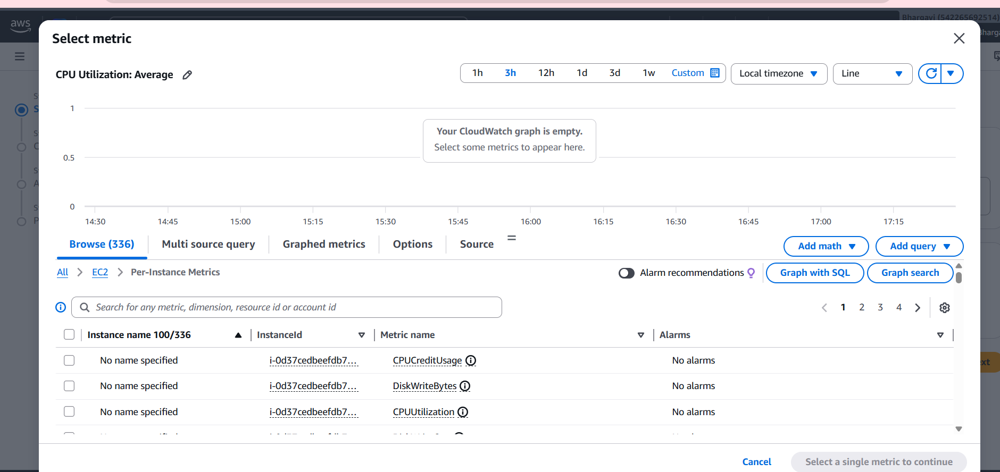 aws
Bhargavi (542265692514)
Select metric
CPU Utilization: Average
1h 3h 12h 1d 3d 1w Custom
Local timezone
Line
1
Your CloudWatch graph is empty.
Select some metrics to appear here.
0.5
0
14:30 14:45 15:00 15:15 15:30 15:45 16:00 16:15 16:30 16:45 17:00 17:15
Browse (336) Multi source query Graphed metrics Options Source
Add math Add query
All EC2 Per-Instance Metrics
Alarm recommendations Graph with SQL Graph search
Search for any metric, dimension, resource id or account id
1 2 3 4
Instance name 100/336 InstanceId Metric name Alarms
No name specified i-0d37cedbeefdb7... CPUCreditUsage No alarms
No name specified i-0d37cedbeefdb7... DiskWriteBytes No alarms
No name specified i-0d37cedbeefdb7... CPUUtilization No alarms
Cancel Select a single metric to continue